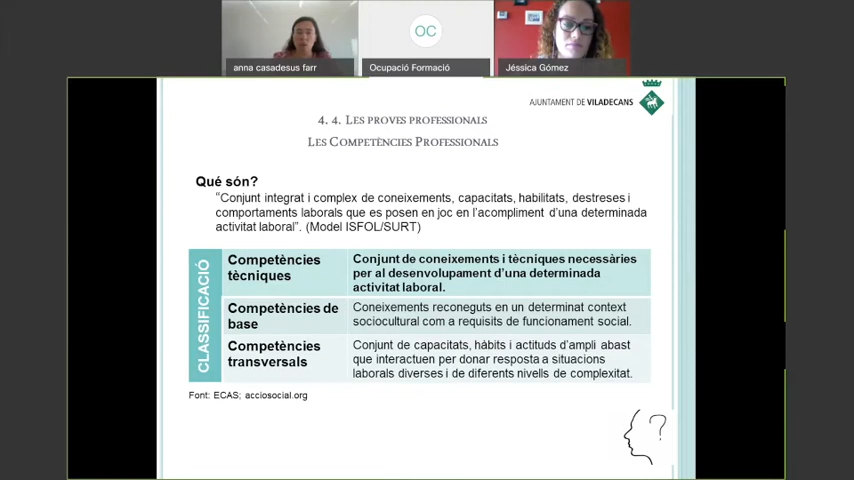 OC
anna casadesus farr
Ocupació Formació
Jéssica Gómez
AJUNTAMENT DE VILADECANS
4. 4. LES PROVES PROFESSIONALS
LES COMPETÈNCIES PROFESSIONALS
Qué són?
“Conjunt integrat i complex de coneixements, capacitats, habilitats, destreses i
comportaments laborals que es posen en joc en l’acompliment d’una determinada
activitat laboral”. (Model ISFOL/SURT)
CLASSIFICACIÓ
Competències
tècniques
Conjunt de coneixements i tècniques necessàries
per al desenvolupament d’una determinada
activitat laboral.
Competències de
base
Coneixements reconeguts en un determinat context
sociocultural com a requisits de funcionament social.
Competències
transversals
Conjunt de capacitats, hàbits i actituds d’ampli abast
que interactuen per donar resposta a situacions
laborals diverses i de diferents nivells de complexitat.
Font: ECAS; acciosocial.org
?